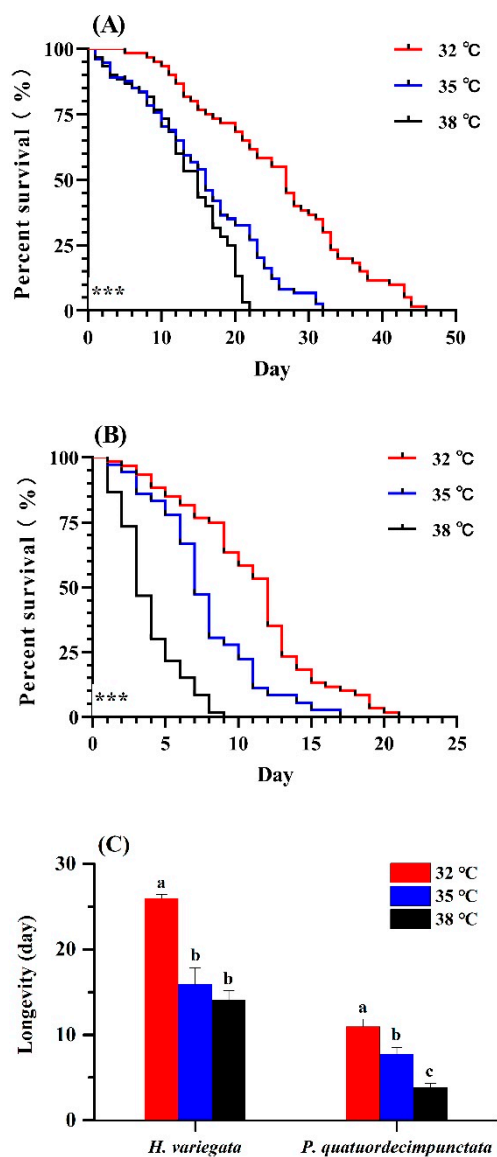 (A)
Percent survival ( %)
100
75
50
25
0
32 ℃
35 ℃
38 ℃
***
0 10 20 30 40 50
Day
(B)
Percent survival ( %)
100
75
50
25
0
32 ℃
35 ℃
38 ℃
***
0 5 10 15 20 25
Day
(C)
Longevity (day)
30
20
10
0
32 ℃
35 ℃
38 ℃
a b b a b c
H. variegata P. quatuordecimpunctata